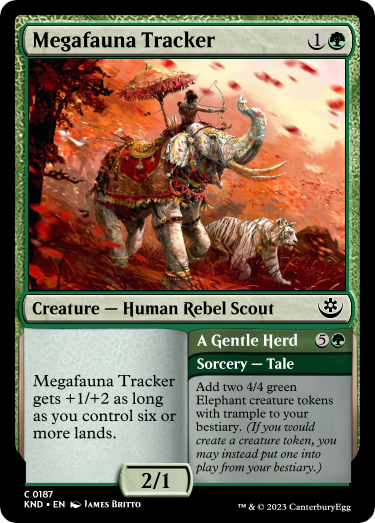 Megafauna Tracker 1
Creature — Human Rebel Scout
Megafauna Tracker
gets +1/+2 as long
as you control six or
more lands.
A Gentle Herd 5
Sorcery — Tale
Add two 4/4 green
Elephant creature tokens
with trample to your
bestiary. (If you would
create a creature token, you
may instead put one into
play from your bestiary.)
2/1
C 0187
KND • EN James Britto
™ & © 2023 CanterburyEgg